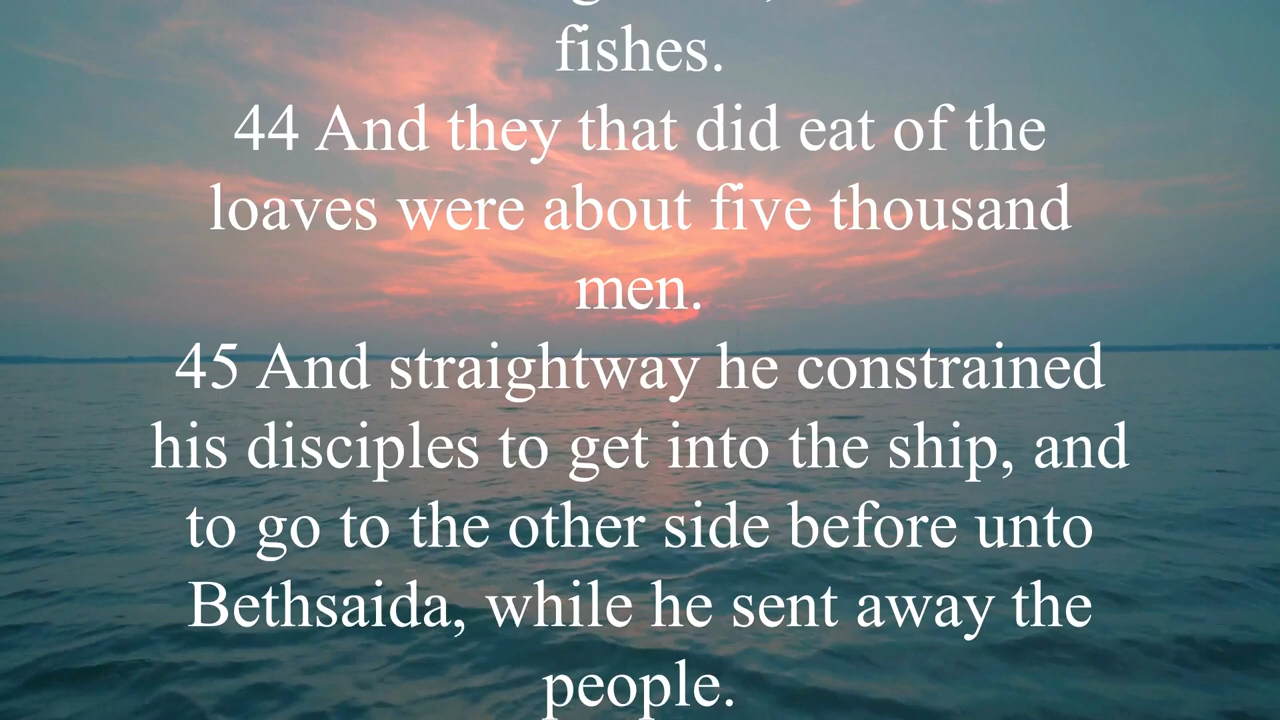 fishes.
44 And they that did eat of the
loaves were about five thousand
men.
45 And straightway he constrained
his disciples to get into the ship, and
to go to the other side before unto
Bethsaida, while he sent away the
people.